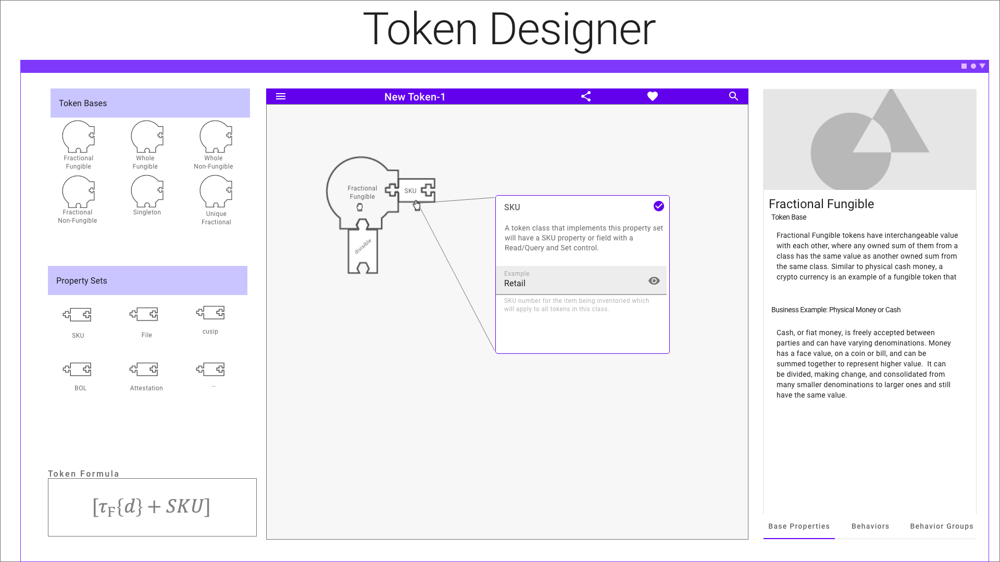 Token Designer
Token Bases
Fractional
Fungible
Whole
Fungible
Whole
Non-Fungible
Fractional
Non-Fungible
Singleton
Unique
Fractional
Property Sets
SKU
File
cusip
BOL
Attestation
...
Token Formula
[τF{d} + SKU]
New Token-1
Fractional
Fungible
SKU
divisible
SKU
A token class that implements this property set
will have a SKU property or field with a
Read/Query and Set control.
Example
Retail
SKU number for the item being inventoried which
will apply to all tokens in this class.
Fractional Fungible
Token Base
Fractional Fungible tokens have interchangeable value
with each other, where any owned sum of them from a
class has the same value as another owned sum from
the same class. Similar to physical cash money, a
crypto currency is an example of a fungible token that
Business Example: Physical Money or Cash
Cash, or fiat money, is freely accepted between
parties and can have varying denominations. Money
has a face value, on a coin or bill, and can be
summed together to represent higher value.  It can
be divided, making change, and consolidated from
many smaller denominations to larger ones and still
have the same value.
Base Properties
Behaviors
Behavior Groups